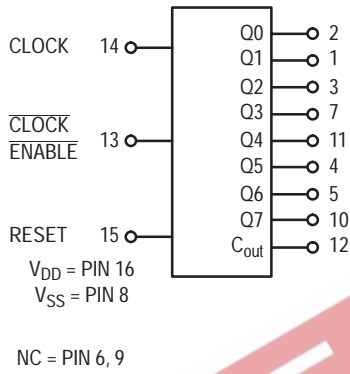 CLOCK 14
CLOCK
ENABLE 13
RESET 15
Q0 2
Q1 1
Q2 3
Q3 7
Q4 11
Q5 4
Q6 5
Q7 10
Cout 12
VDD = PIN 16
VSS = PIN 8
NC = PIN 6, 9